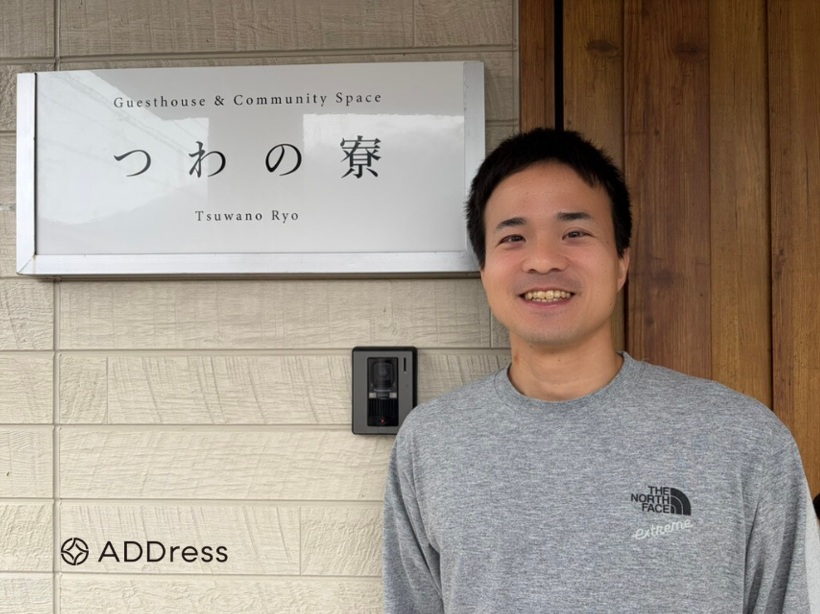 Guesthouse & Community Space
つわの寮
Tsuwano Ryo
THE
NORTH
FACE
extreme
ADDress